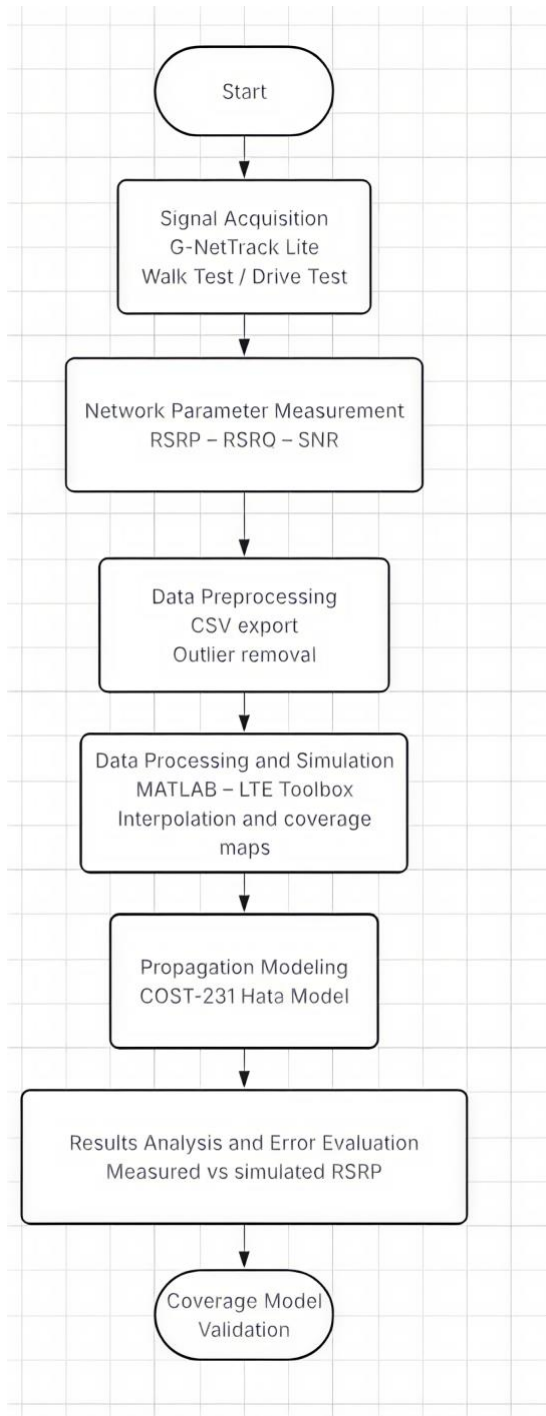 Start
Signal Acquisition
G-NetTrack Lite
Walk Test / Drive Test
Network Parameter Measurement
RSRP – RSRQ – SNR
Data Preprocessing
CSV export
Outlier removal
Data Processing and Simulation
MATLAB – LTE Toolbox
Interpolation and coverage
maps
Propagation Modeling
COST-231 Hata Model
Results Analysis and Error Evaluation
Measured vs simulated RSRP
Coverage Model
Validation